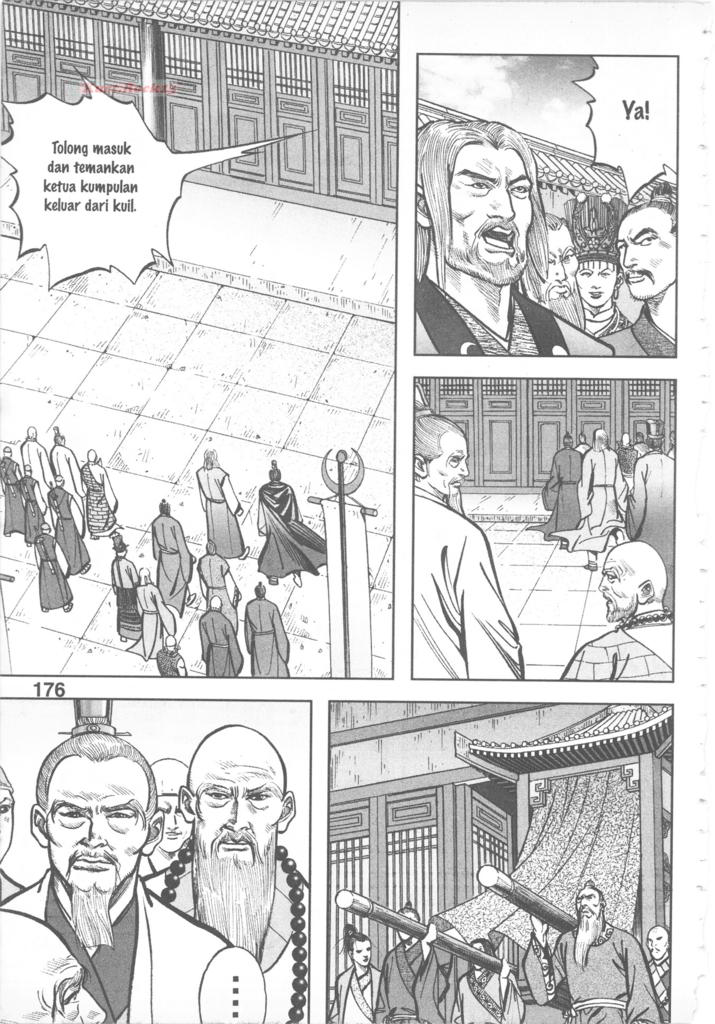 Tolong masuk
dan temankan
ketua kumpulan
keluar dari kuil.
Ya!
176
....